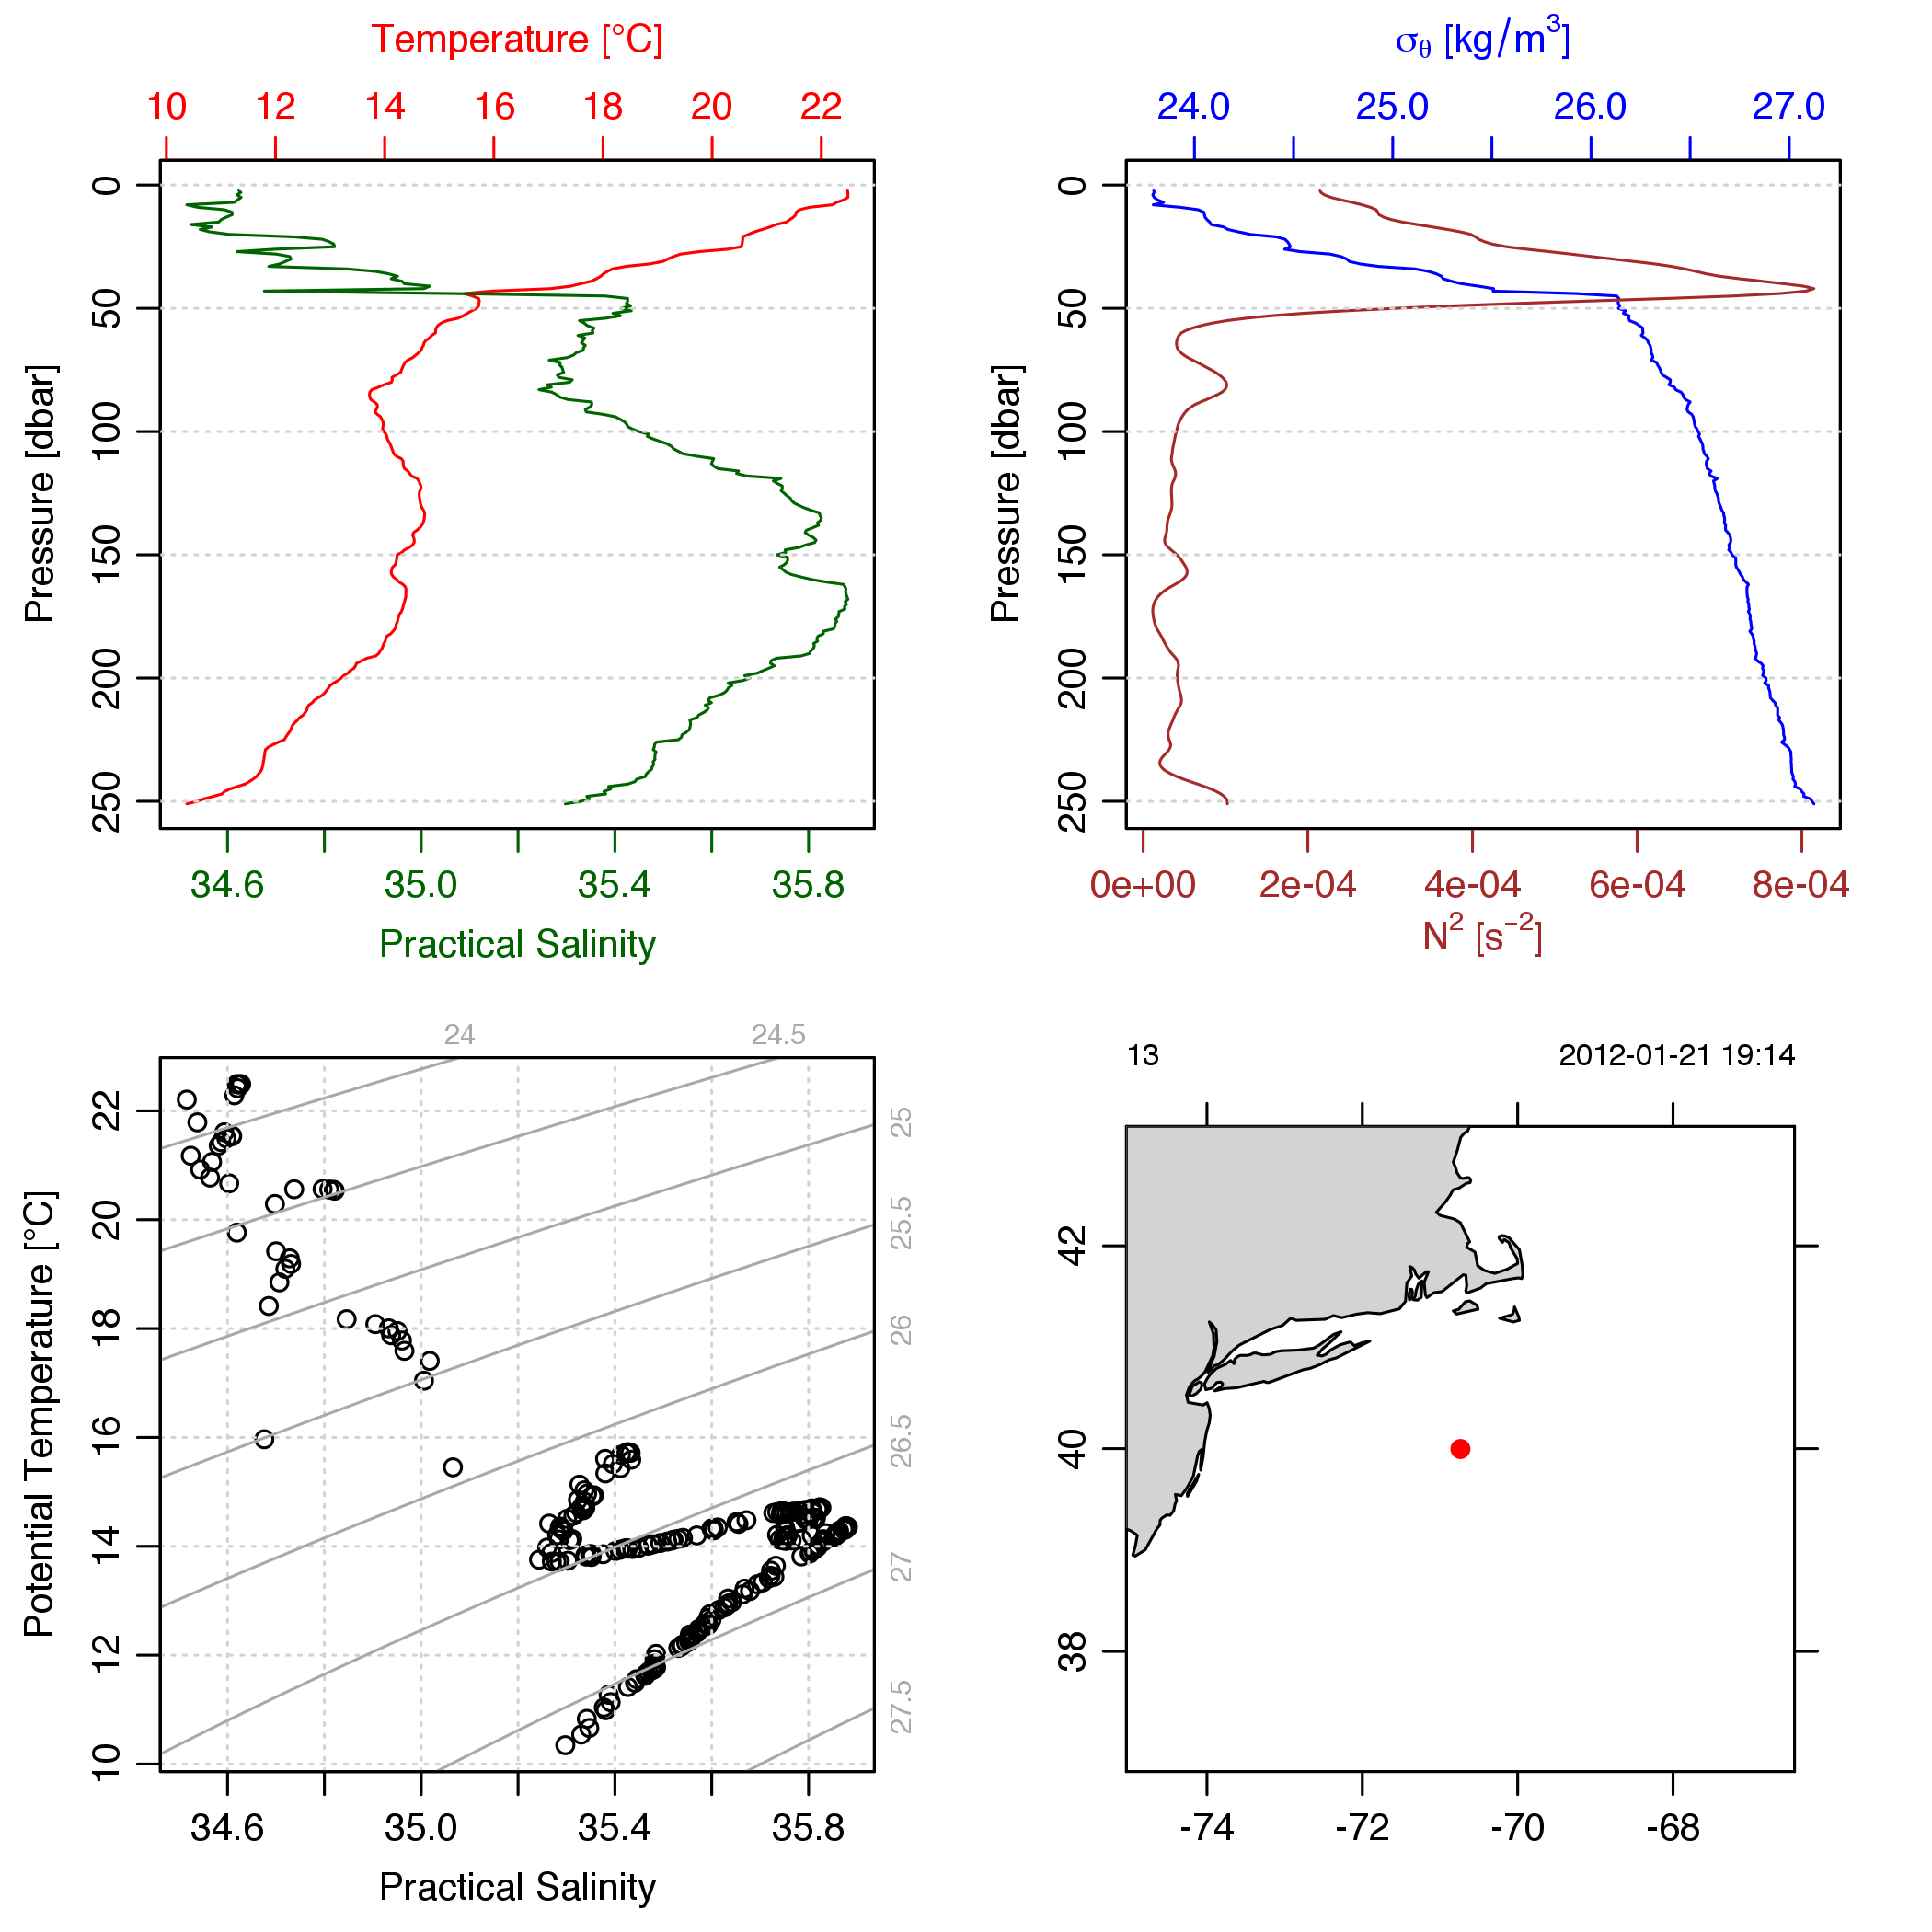 Temperature [°C]
10 12 14 16 18 20 22
0
50
100
150
200
250
Pressure [dbar]
34.6 35.0 35.4 35.8
Practical Salinity
σθ [kg/m³]
24.0 25.0 26.0 27.0
0
50
100
150
200
250
Pressure [dbar]
0e+00 2e-04 4e-04 6e-04 8e-04
N² [s⁻²]
24 24.5
25
25.5
26
26.5
27
27.5
22
20
18
16
14
12
10
Potential Temperature [°C]
34.6 35.0 35.4 35.8
Practical Salinity
13 2012-01-21 19:14
42
40
38
-74 -72 -70 -68